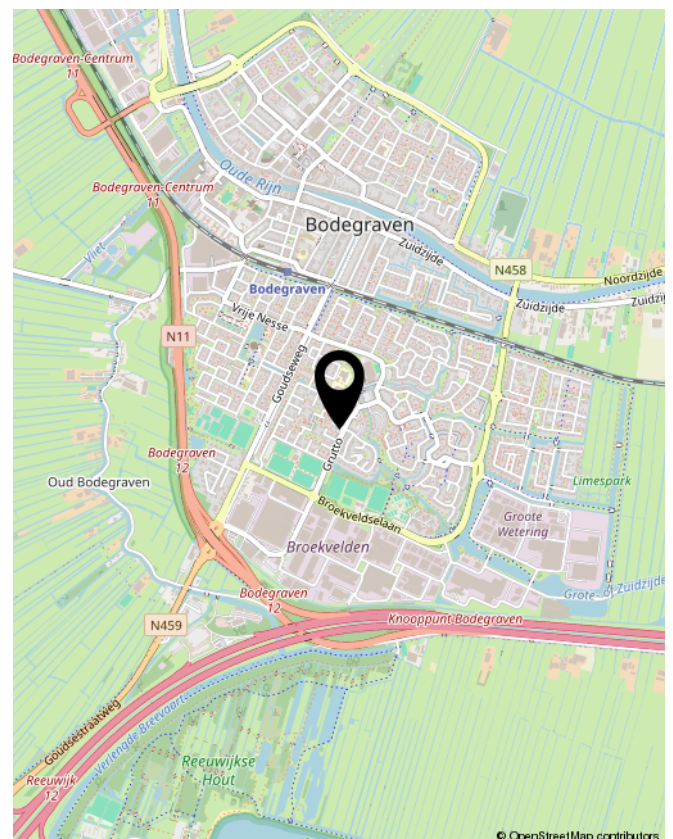 Bodegraven-Centrum
11
Oude Rijn
Bodegraven-Centrum
11
Bodegraven
Zuidzijde
Vliet
N458
Noordzijde
Bodegraven
Zuidzijde
Zuidzij
Vrije Nesse
N11
Goudseweg
Grutto
Bodegraven
12
Oud Bodegraven
Limespark
Broekveldselaan
Groote
Wetering
Broekvelden
Grote- of Zuidzijde
Bodegraven
12
Knooppunt Bodegraven
N459
Goudsestraatweg
Verlengde Breevaart
Reeuwijkse
Hout
Reeuwijk
12
© OpenStreetMap contributors